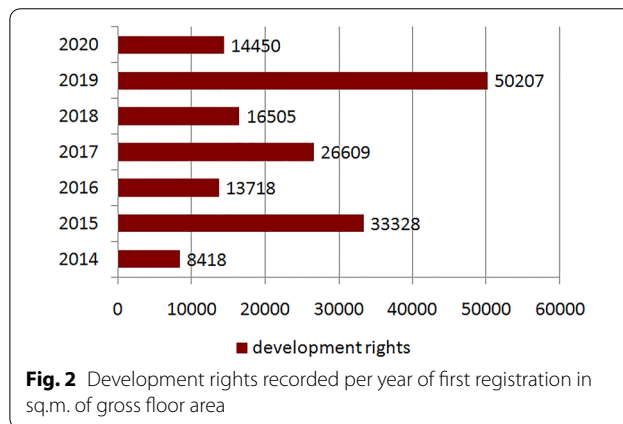 2020 14450
2019 50207
2018 16505
2017 26609
2016 13718
2015 33328
2014 8418
0 10000 20000 30000 40000 50000 60000
development rights
Fig. 2 Development rights recorded per year of first registration in
sq.m. of gross floor area